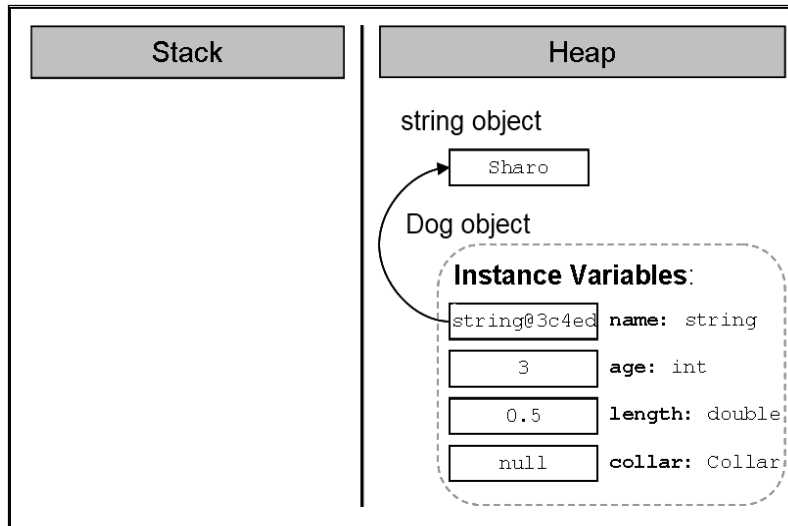 Stack
Heap
string object
Sharo
Dog object
Instance Variables:
string@3c4ed name: string
3 age: int
0.5 length: double
null collar: Collar